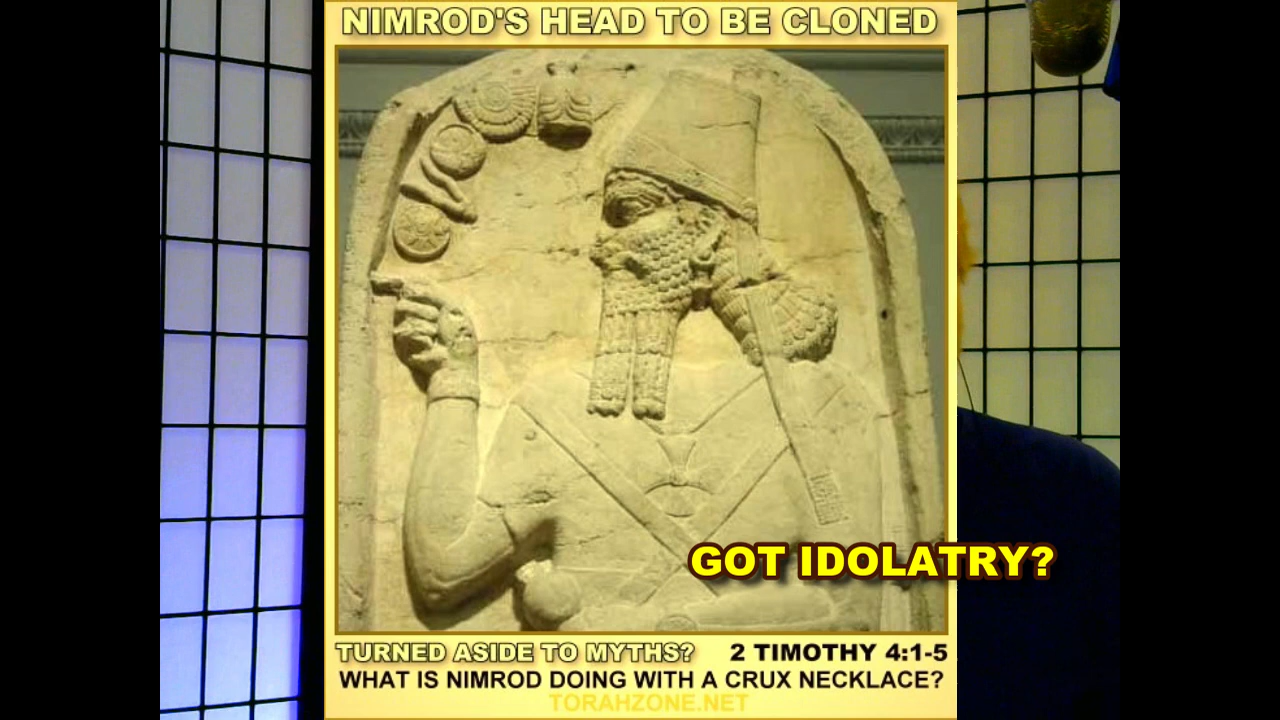 NIMROD'S HEAD TO BE CLONED
GOT IDOLATRY?
TURNED ASIDE TO MYTHS? 2 TIMOTHY 4:1-5
WHAT IS NIMROD DOING WITH A CRUX NECKLACE?
TORAHZONE.NET